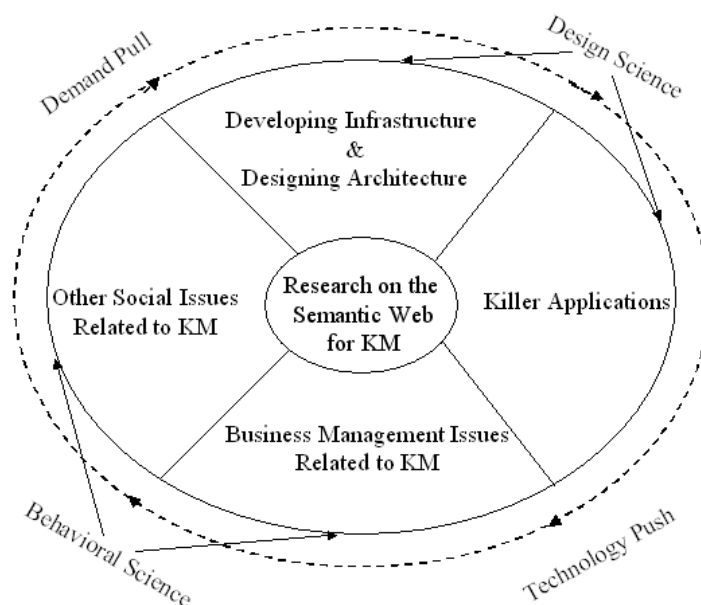 Demand Pull
Design Science
Developing Infrastructure
&
Designing Architecture
Other Social Issues
Related to KM
Research on the
Semantic Web
for KM
Killer Applications
Business Management Issues
Related to KM
Behavioral Science
Technology Push